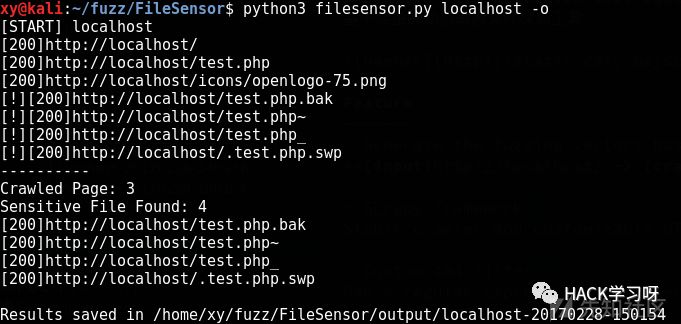 xy@kali:~/fuzz/FileSensor$ python3 filesensor.py localhost -o
[START] localhost
[200]http://localhost/
[200]http://localhost/test.php
[200]http://localhost/icons/openlogo-75.png
[!][200]http://localhost/test.php.bak
[!][200]http://localhost/test.php~
[!][200]http://localhost/test.php_
[!][200]http://localhost/.test.php.swp
----------
Crawled Page: 3
Sensitive File Found: 4
[200]http://localhost/test.php.bak
[200]http://localhost/test.php~
[200]http://localhost/test.php_
[200]http://localhost/.test.php.swp
HACK学习呀
Results saved in /home/xy/fuzz/FileSensor/output/localhost-20170228-150154